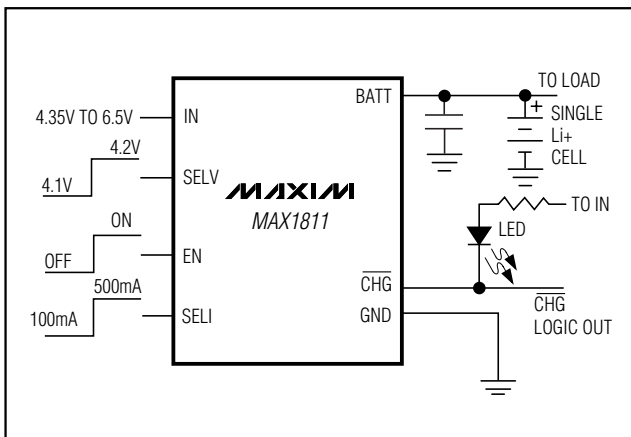 BATT
TO LOAD
4.35V TO 6.5V
IN
+
SINGLE
Li+
CELL
4.2V
4.1V
SELV
MAXIM
MAX1811
TO IN
ON
OFF
EN
LED
500mA
100mA
SELI
CHG
GND
CHG
LOGIC OUT